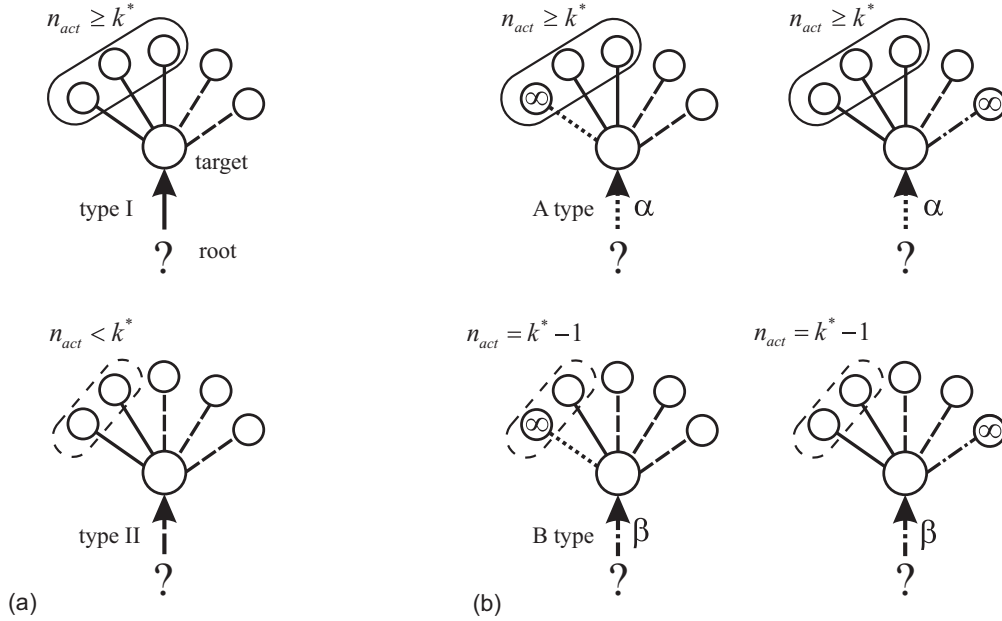 n_act ≥ k*
n_act ≥ k*
n_act ≥ k*
∞
∞
target
type I
A type
α
α
?
root
?
?
n_act < k*
n_act = k* −1
n_act = k* −1
∞
∞
type II
B type
β
β
?
?
?
(a)
(b)